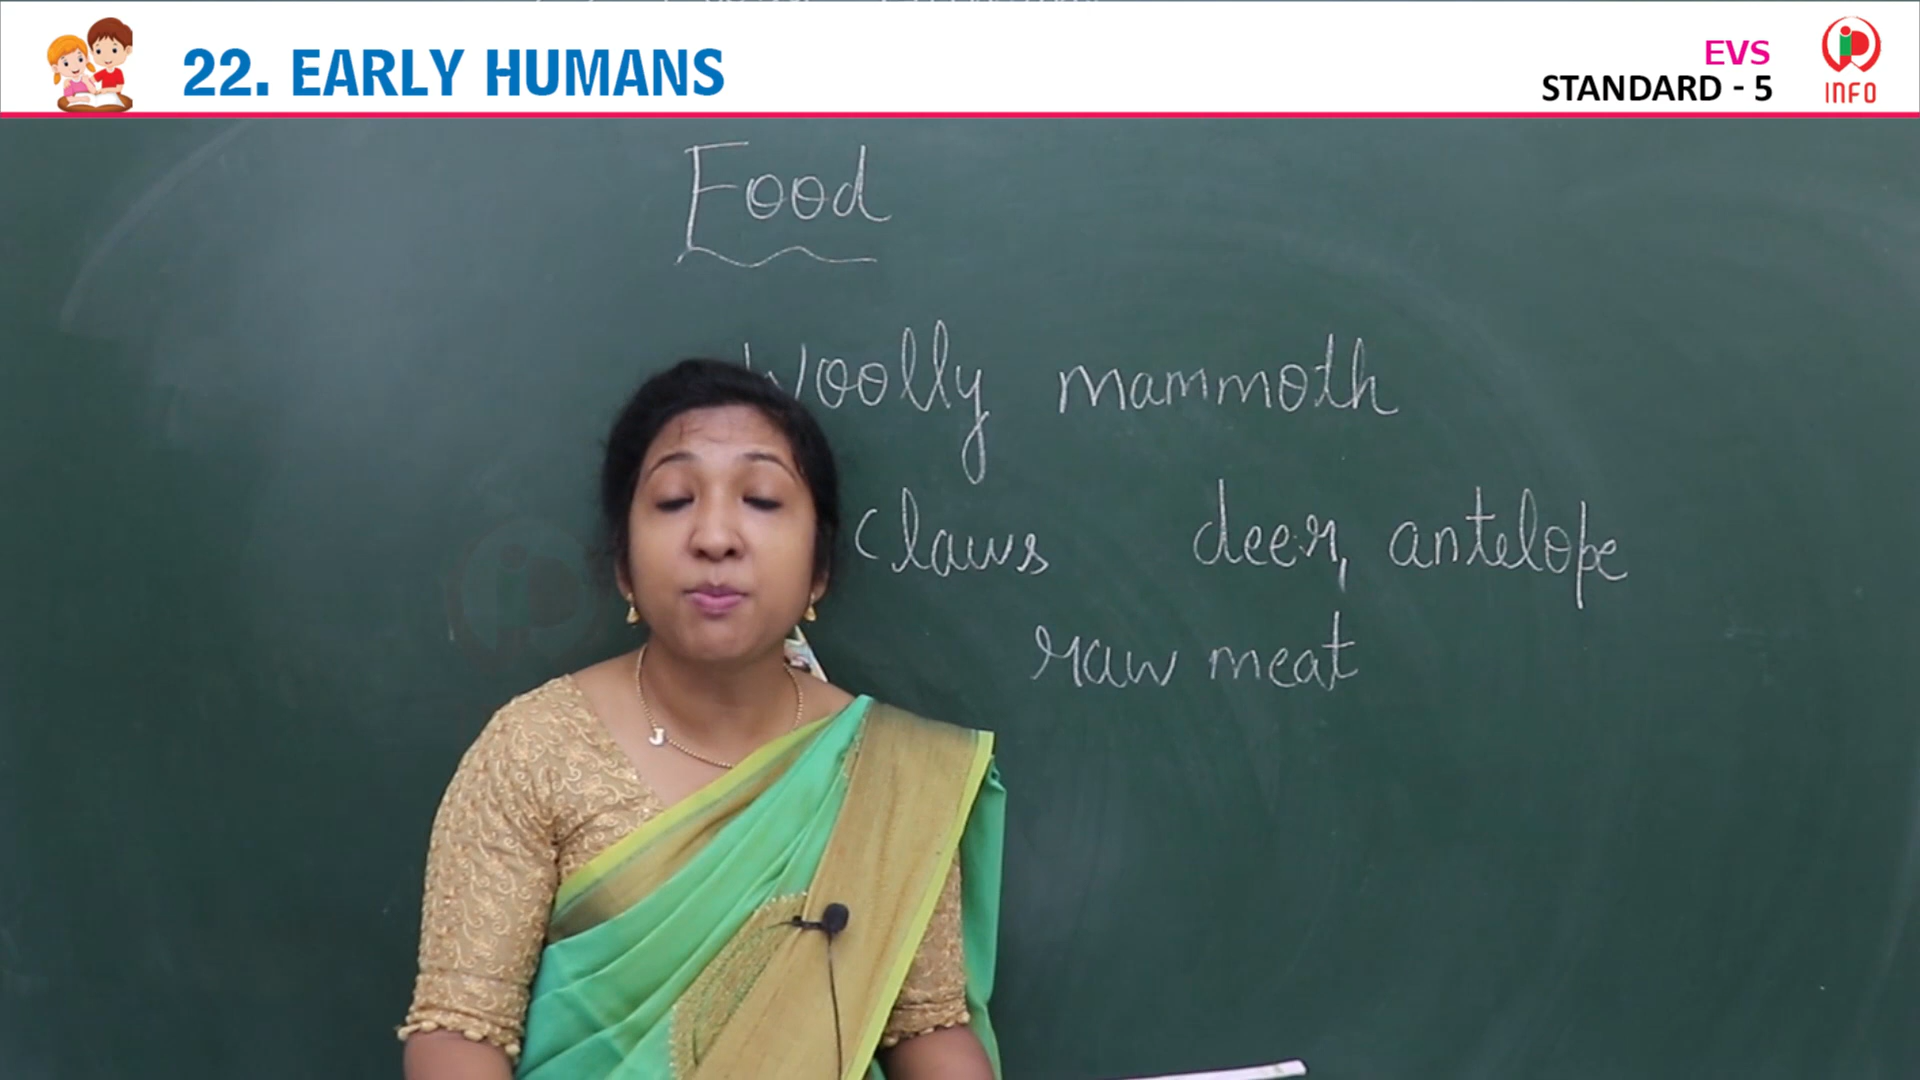 22. EARLY HUMANS
EVS
STANDARD - 5
INFO
Food
Woolly mammoth
claws deer, antelope
raw meat